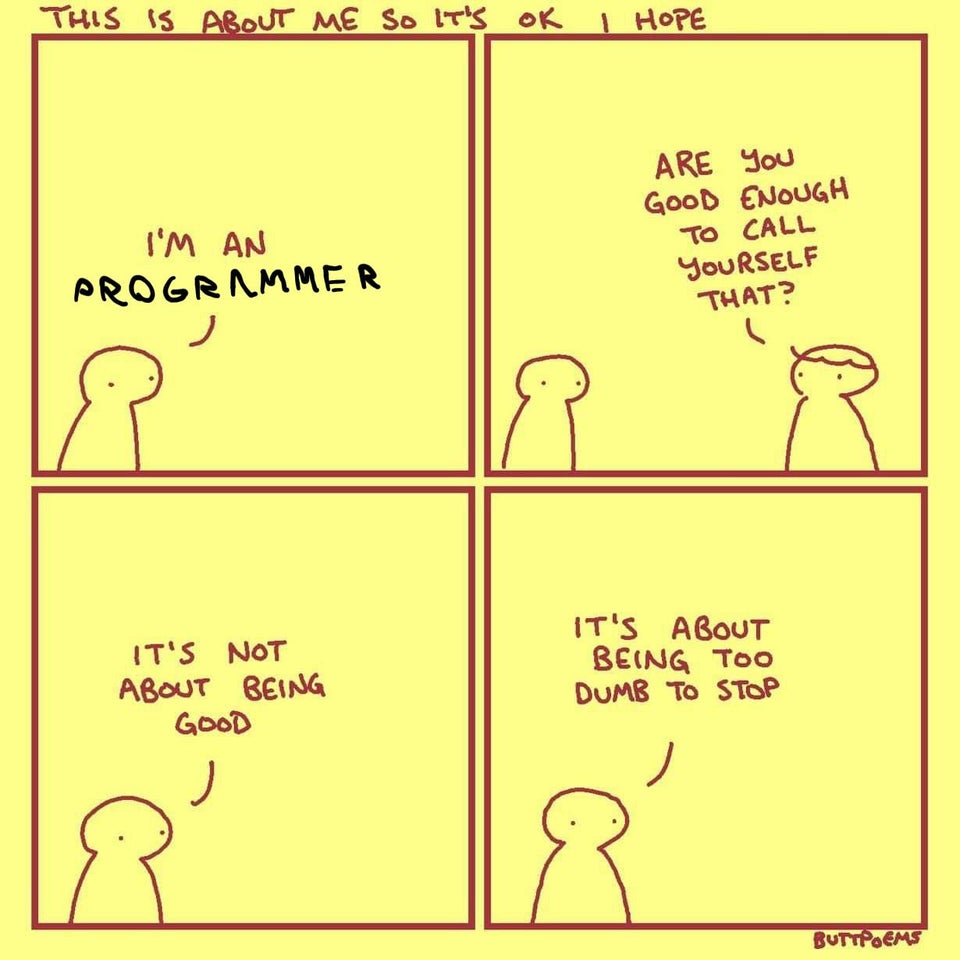 THIS IS ABOUT ME SO IT'S OK I HOPE
I'M AN
PROGRAMMER
ARE YOU
GOOD ENOUGH
TO CALL
YOURSELF
THAT?
IT'S NOT
ABOUT BEING
GOOD
IT'S ABOUT
BEING TOO
DUMB TO STOP
BUTTPOEMS